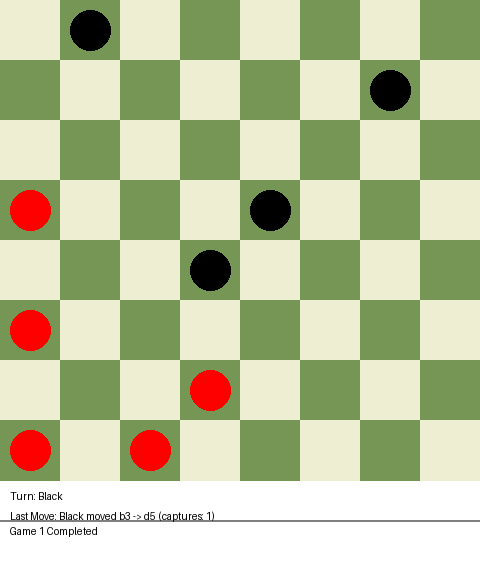 Turn: Black
Last Move: Black moved b3 -> d5 (captures: 1)
Game 1 Completed